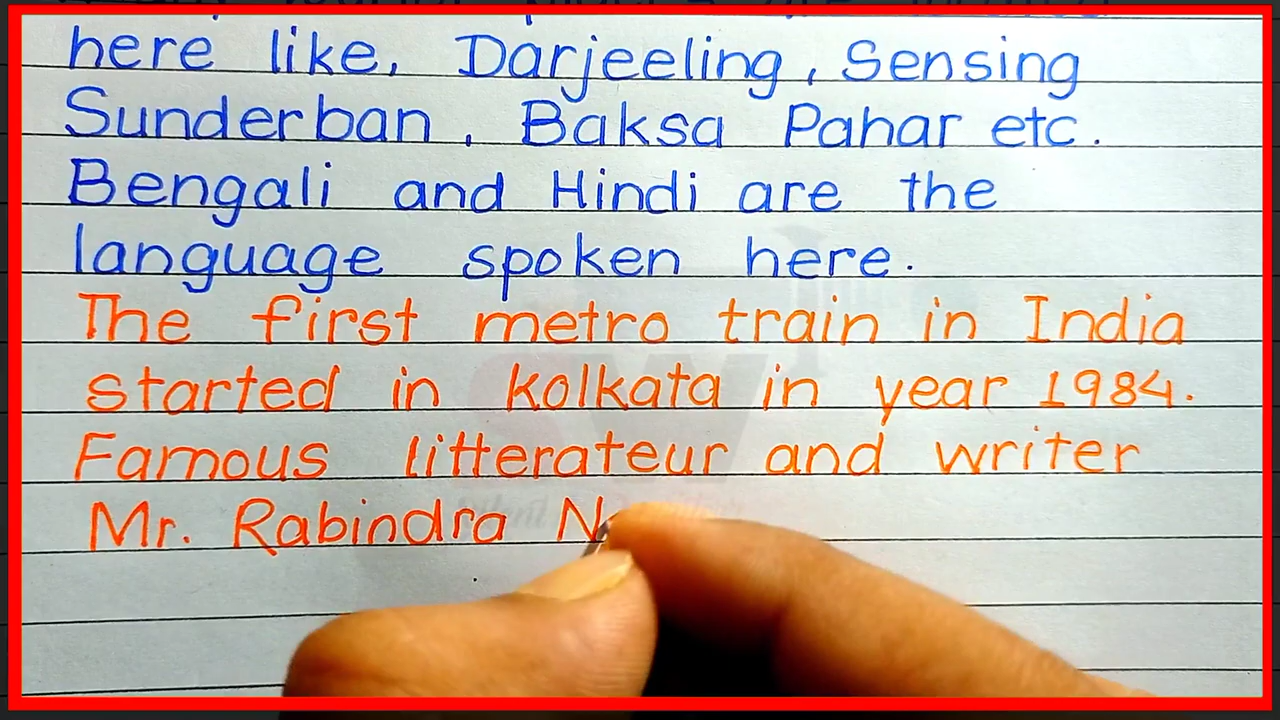 here like, Darjeeling, Sensing
Sunderban, Baksa Pahar etc.
Bengali and Hindi are the
language spoken here.
The first metro train in India
started in kolkata in year 1984.
Famous litterateur and writer
Mr. Rabindra N